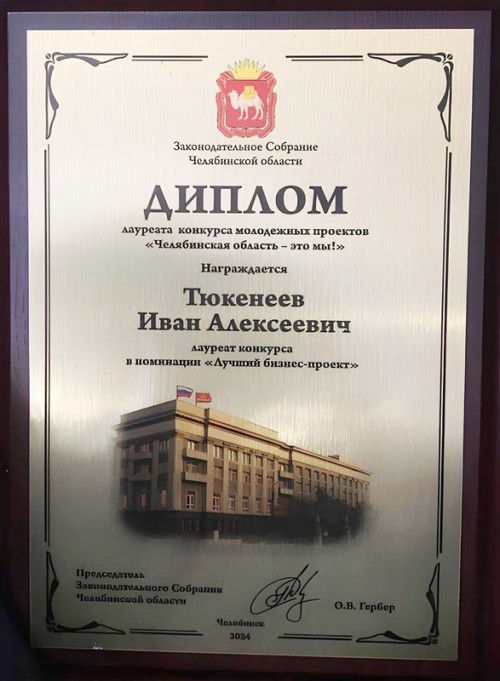 Законодательное Собрание
Челябинской области
ДИПЛОМ
лауреата конкурса молодежных проектов
«Челябинская область – это мы!»
Награждается
Тюкенеев
Иван Алексеевич
лауреат конкурса
в номинации «Лучший бизнес-проект»
Председатель
Законодательного Собрания
Челябинской области
О.В. Гербер
Челябинск
2024